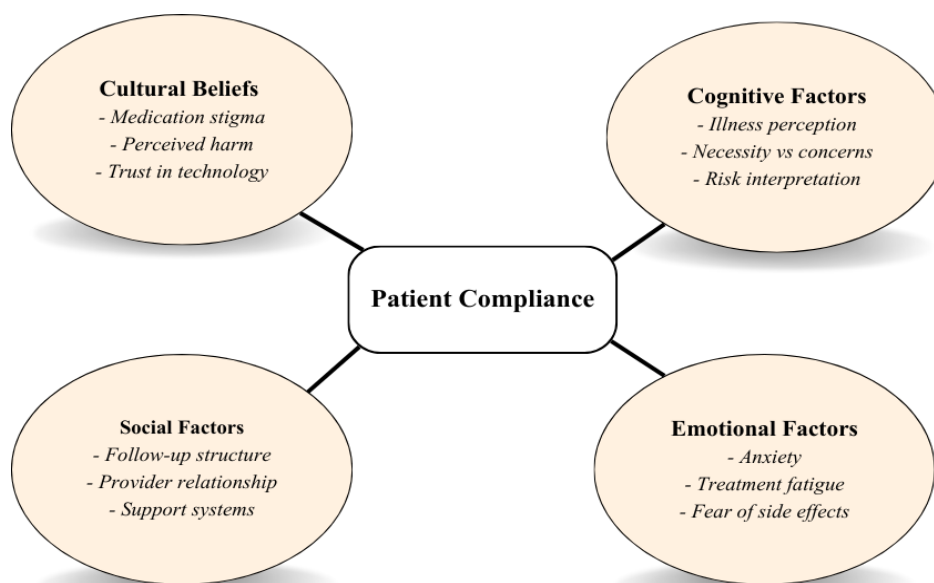 Cultural Beliefs
- Medication stigma
- Perceived harm
- Trust in technology
Cognitive Factors
- Illness perception
- Necessity vs concerns
- Risk interpretation
Patient Compliance
Social Factors
- Follow-up structure
- Provider relationship
- Support systems
Emotional Factors
- Anxiety
- Treatment fatigue
- Fear of side effects